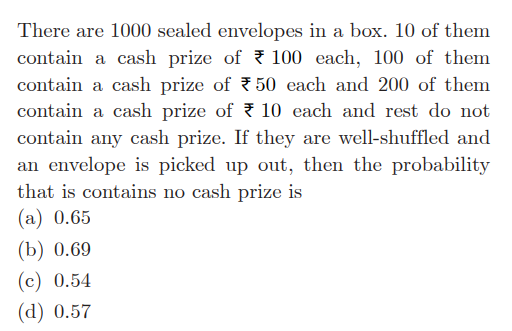 There are 1000 sealed envelopes in a box. 10 of them
contain a cash prize of ₹ 100 each, 100 of them
contain a cash prize of ₹ 50 each and 200 of them
contain a cash prize of ₹ 10 each and rest do not
contain any cash prize. If they are well-shuffled and
an envelope is picked up out, then the probability
that is contains no cash prize is
(a) 0.65
(b) 0.69
(c) 0.54
(d) 0.57